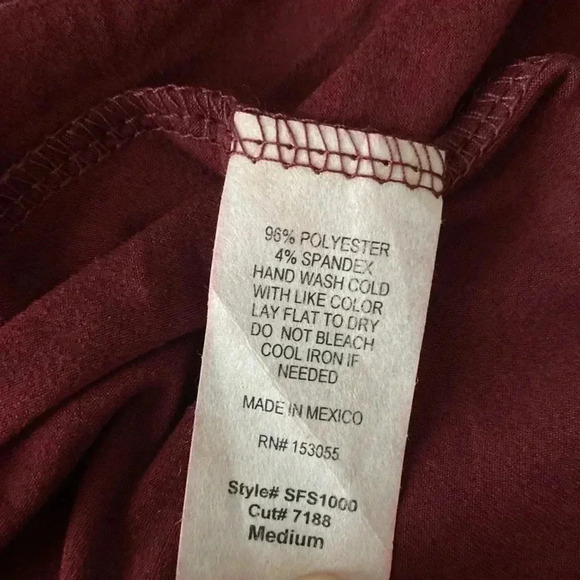 96% POLYESTER
4% SPANDEX
HAND WASH COLD
WITH LIKE COLOR
LAY FLAT TO DRY
DO NOT BLEACH
COOL IRON IF
NEEDED
MADE IN MEXICO
RN# 153055
Style# SFS1000
Cut# 7188
Medium